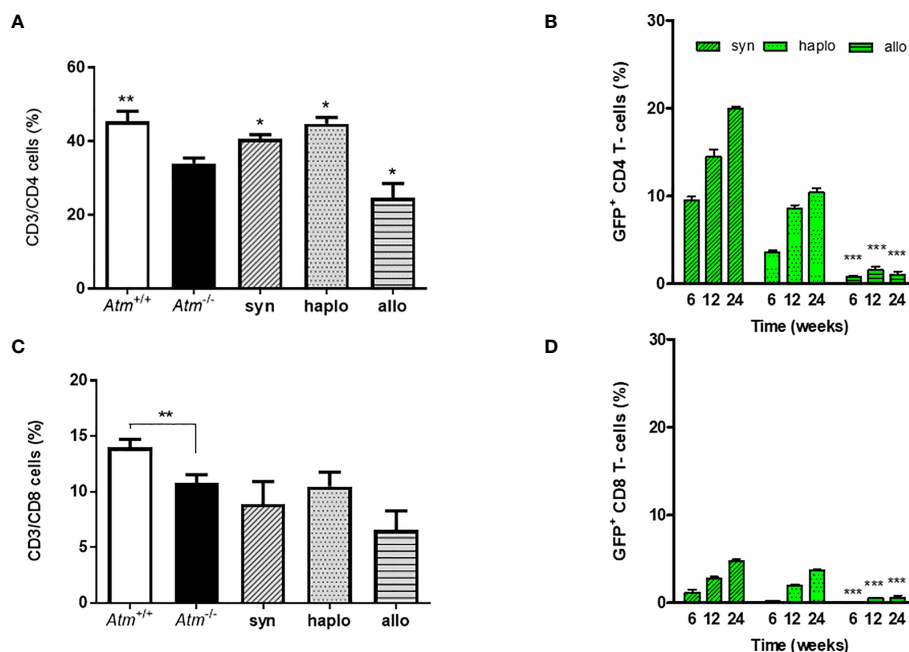 A
CD3/CD4 cells (%)
60
40
20
0
**
*
*
*
Atm+/+ Atm-/- syn haplo allo
B
GFP+ CD4 T- cells (%)
30
20
10
0
syn haplo allo
*** *** ***
6 12 24 6 12 24 6 12 24
Time (weeks)
C
CD3/CD8 cells (%)
20
15
10
5
0
**
Atm+/+ Atm-/- syn haplo allo
D
GFP+ CD8 T- cells (%)
30
20
10
0
*** *** ***
6 12 24 6 12 24 6 12 24
Time (weeks)